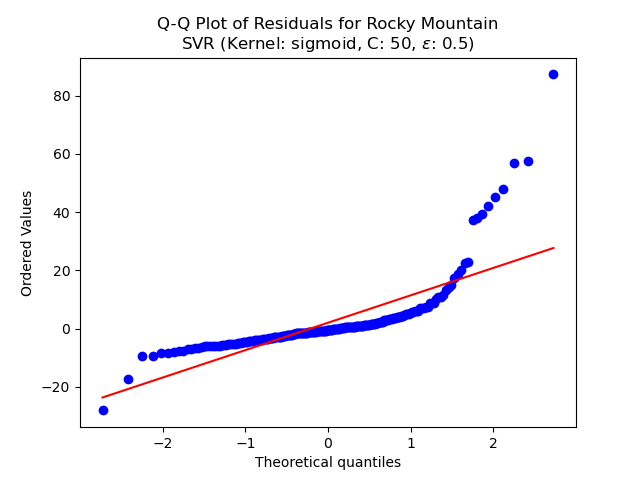 Q-Q Plot of Residuals for Rocky Mountain
SVR (Kernel: sigmoid, C: 50, ε: 0.5)
80
60
40
20
0
−20
Ordered Values
−2
−1
0
1
2
Theoretical quantiles